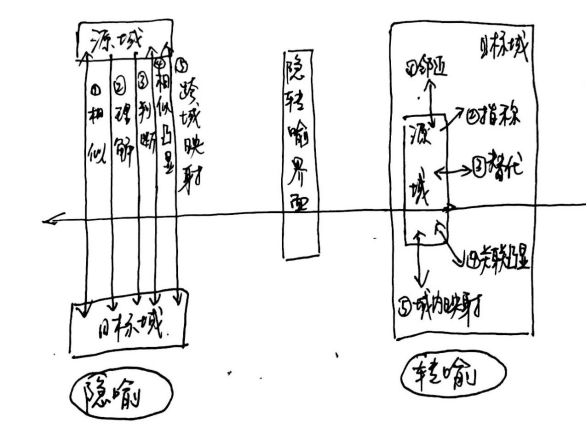 源域
①相似
②理解
③判断
④相似凸显
⑤跨域映射
目标域
隐喻
隐转喻界面
目标域
①邻近
源域
②指称
③替代
④关联凸显
⑤域内映射
转喻